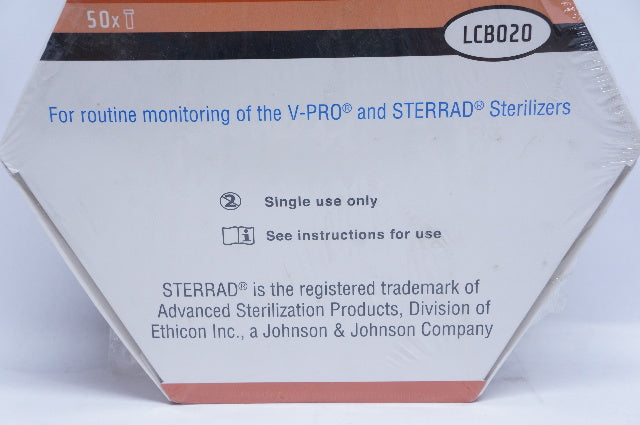 50x
LCB020
For routine monitoring of the V-PRO® and STERRAD® Sterilizers
2
Single use only
i
See instructions for use
STERRAD® is the registered trademark of
Advanced Sterilization Products, Division of
Ethicon Inc., a Johnson & Johnson Company